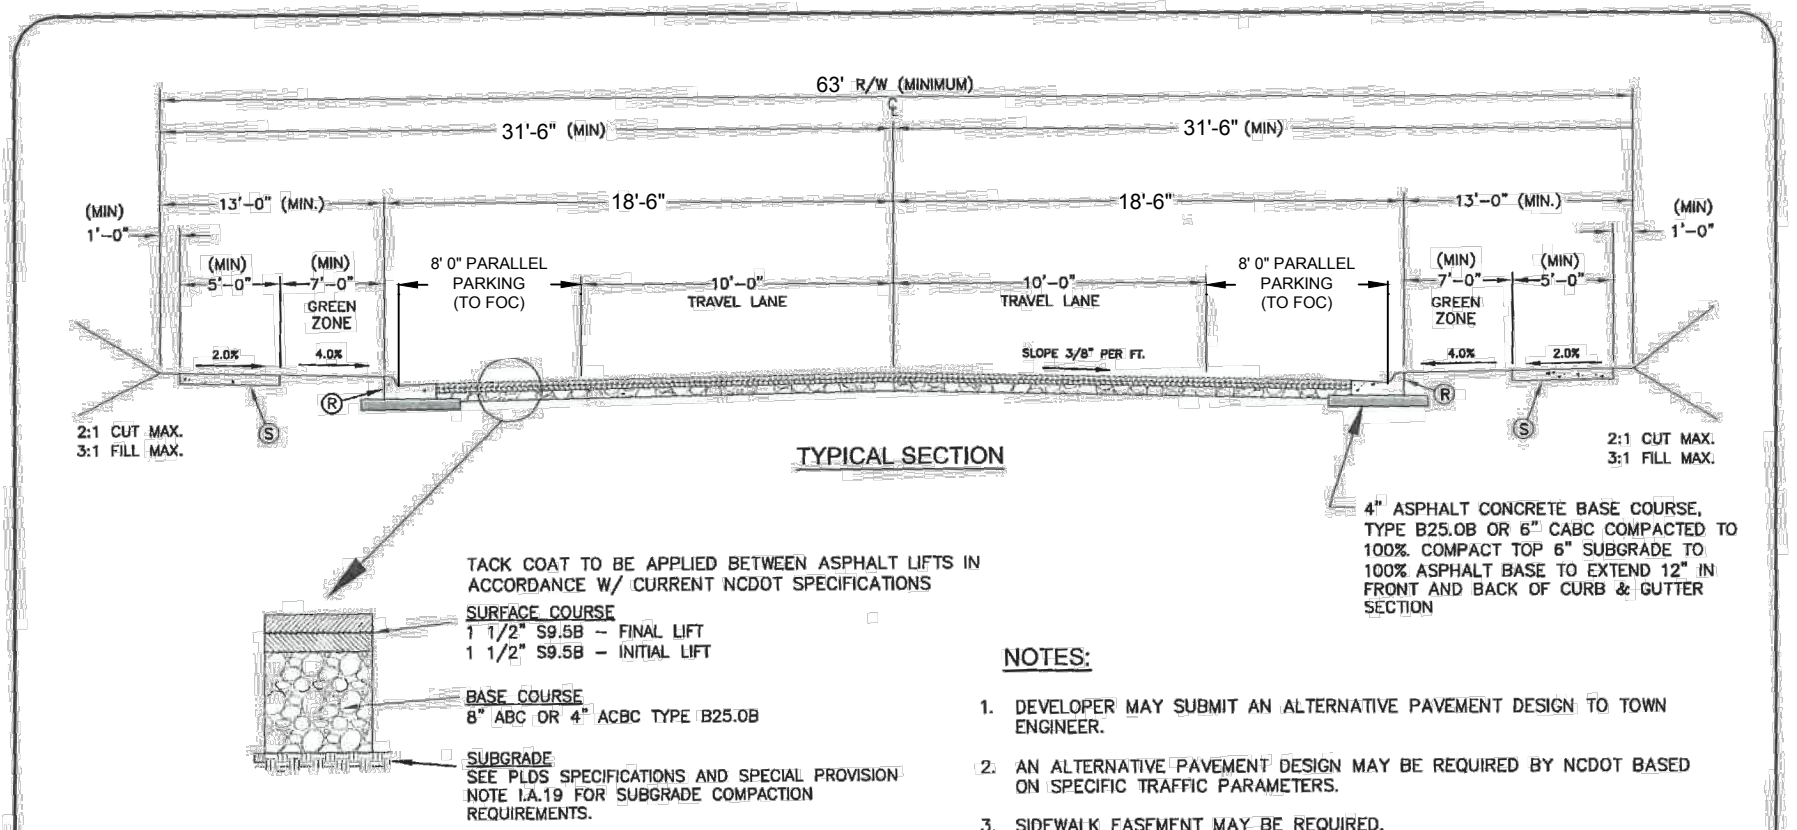 63' R/W (MINIMUM)
℄
31'-6" (MIN)
31'-6" (MIN)
(MIN)
1'-0"
13'-0" (MIN.)
18'-6"
18'-6"
13'-0" (MIN.)
(MIN)
1'-0"
(MIN)
5'-0"
(MIN)
7'-0"
GREEN
ZONE
8' 0" PARALLEL
PARKING
(TO FOC)
10'-0"
TRAVEL LANE
10'-0"
TRAVEL LANE
8' 0" PARALLEL
PARKING
(TO FOC)
(MIN)
7'-0"
GREEN
ZONE
(MIN)
5'-0"
2.0%
4.0%
SLOPE 3/8" PER FT.
4.0%
2.0%
R
S
R
S
2:1 CUT MAX.
3:1 FILL MAX.
TYPICAL SECTION
2:1 CUT MAX.
3:1 FILL MAX.
4" ASPHALT CONCRETE BASE COURSE,
TYPE B25.0B OR 6" CABC COMPACTED TO
100%. COMPACT TOP 6" SUBGRADE TO
100% ASPHALT BASE TO EXTEND 12" IN
FRONT AND BACK OF CURB & GUTTER
SECTION
TACK COAT TO BE APPLIED BETWEEN ASPHALT LIFTS IN
ACCORDANCE W/ CURRENT NCDOT SPECIFICATIONS
SURFACE COURSE
1 1/2" S9.5B – FINAL LIFT
1 1/2" S9.5B – INITIAL LIFT
BASE COURSE
8" ABC OR 4" ACBC TYPE B25.0B
SUBGRADE
SEE PLDS SPECIFICATIONS AND SPECIAL PROVISION
NOTE I.A.19 FOR SUBGRADE COMPACTION
REQUIREMENTS.
NOTES:
1. DEVELOPER MAY SUBMIT AN ALTERNATIVE PAVEMENT DESIGN TO TOWN
ENGINEER.
2. AN ALTERNATIVE PAVEMENT DESIGN MAY BE REQUIRED BY NCDOT BASED
ON SPECIFIC TRAFFIC PARAMETERS.
3. SIDEWALK EASEMENT MAY BE REQUIRED.